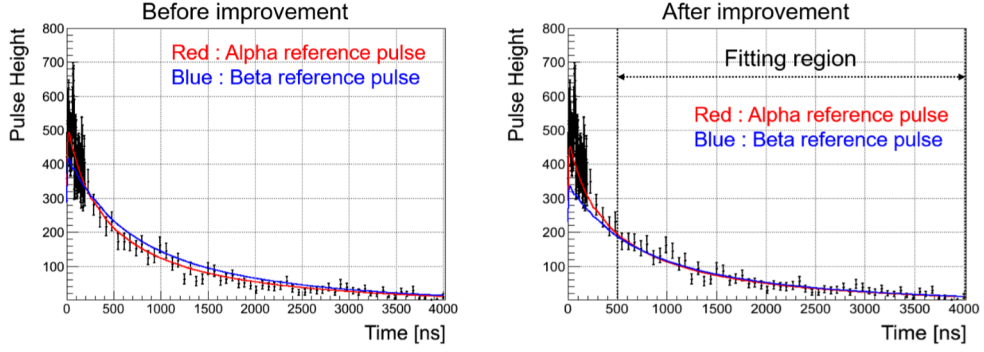 Before improvement
Pulse Height
800
700
600
500
400
300
200
100
Red : Alpha reference pulse
Blue : Beta reference pulse
0 500 1000 1500 2000 2500 3000 3500 4000
Time [ns]
After improvement
Pulse Height
800
700
600
500
400
300
200
100
Fitting region
Red : Alpha reference pulse
Blue : Beta reference pulse
0 500 1000 1500 2000 2500 3000 3500 4000
Time [ns]